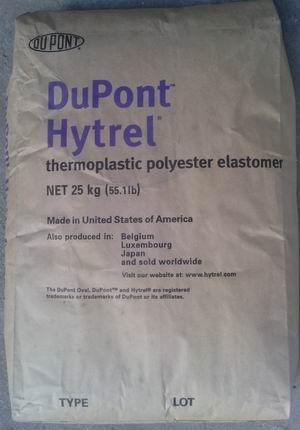 DU PONT
DuPont™
Hytrel®
thermoplastic polyester elastomer
NET 25 kg (55.1lb)
Made in United States of America
Also produced in: Belgium
Luxembourg
Japan
and sold worldwide
Visit our website at: www.hytrel.com
The DuPont Oval, DuPont™ and Hytrel® are registered
trademarks or trademarks of DuPont or its affiliates.
TYPE LOT